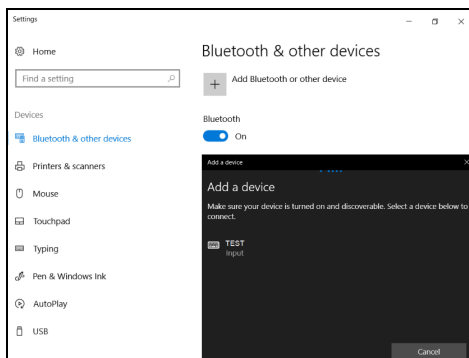 Settings
Home
Find a setting
Devices
Bluetooth & other devices
Printers & scanners
Mouse
Touchpad
Typing
Pen & Windows Ink
AutoPlay
USB
Bluetooth & other devices
Add Bluetooth or other device
Bluetooth
On
Add a device
Add a device
Make sure your device is turned on and discoverable. Select a device below to
connect.
TEST
Input
Cancel